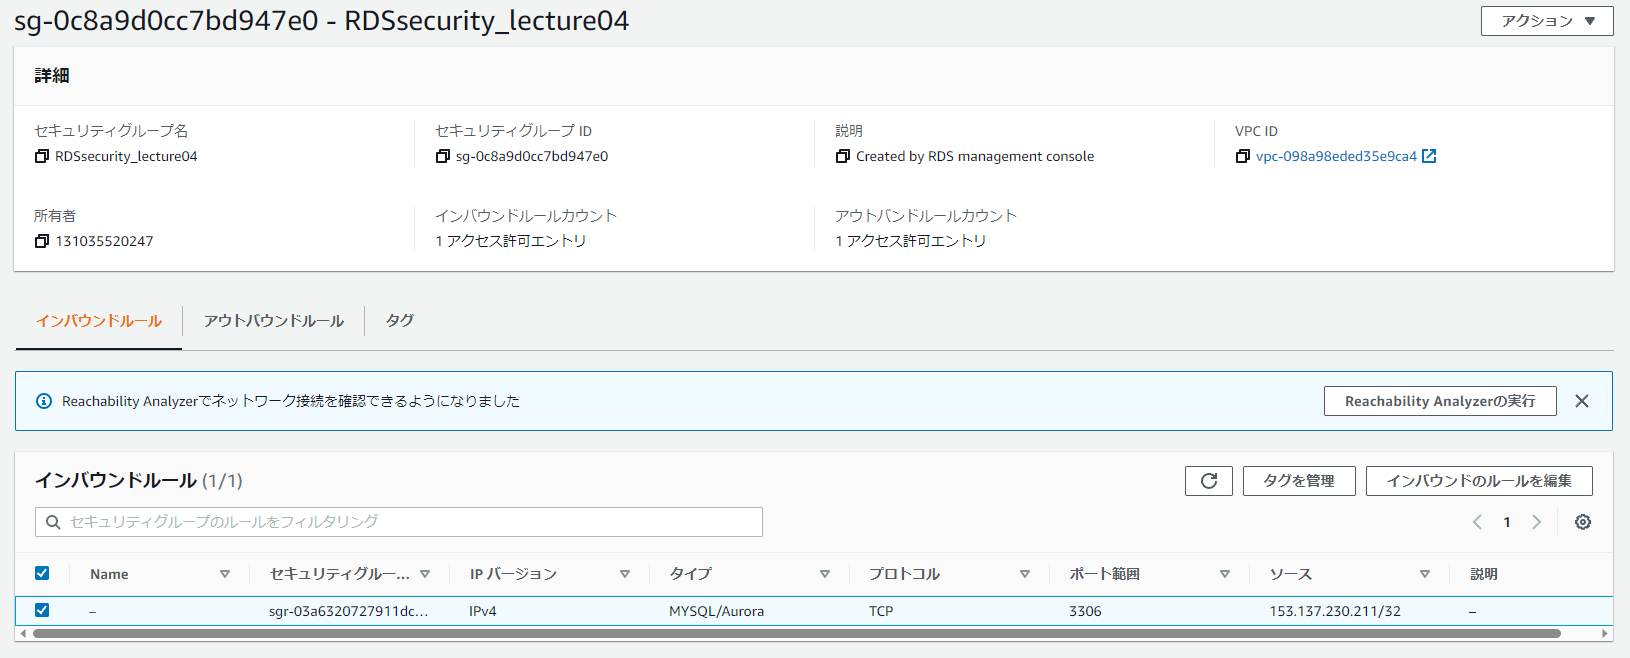 sg-0c8a9d0cc7bd947e0 - RDSsecurity_lecture04
アクション
詳細
セキュリティグループ名
セキュリティグループ ID
説明
VPC ID
RDSsecurity_lecture04
sg-0c8a9d0cc7bd947e0
Created by RDS management console
vpc-098a98eded35e9ca4
所有者
インバウンドルールカウント
アウトバンドルールカウント
131035520247
1 アクセス許可エントリ
1 アクセス許可エントリ
インバウンドルール
アウトバウンドルール
タグ
Reachability Analyzerでネットワーク接続を確認できるようになりました
Reachability Analyzerの実行
インバウンドルール (1/1)
タグを管理
インバウンドのルールを編集
セキュリティグループのルールをフィルタリング
1
Name
セキュリティグルー...
IP バージョン
タイプ
プロトコル
ポート範囲
ソース
説明
–
sgr-03a6320727911dc...
IPv4
MYSQL/Aurora
TCP
3306
153.137.230.211/32
–